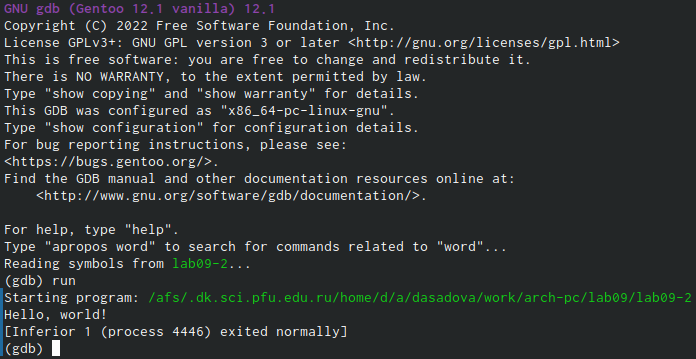 GNU gdb (Gentoo 12.1 vanilla) 12.1
Copyright (C) 2022 Free Software Foundation, Inc.
License GPLv3+: GNU GPL version 3 or later <http://gnu.org/licenses/gpl.html>
This is free software: you are free to change and redistribute it.
There is NO WARRANTY, to the extent permitted by law.
Type "show copying" and "show warranty" for details.
This GDB was configured as "x86_64-pc-linux-gnu".
Type "show configuration" for configuration details.
For bug reporting instructions, please see:
<https://bugs.gentoo.org/>.
Find the GDB manual and other documentation resources online at:
    <http://www.gnu.org/software/gdb/documentation/>.

For help, type "help".
Type "apropos word" to search for commands related to "word"...
Reading symbols from lab09-2...
(gdb) run
Starting program: /afs/.dk.sci.pfu.edu.ru/home/d/a/dasadova/work/arch-pc/lab09/lab09-2
Hello, world!
[Inferior 1 (process 4446) exited normally]
(gdb)